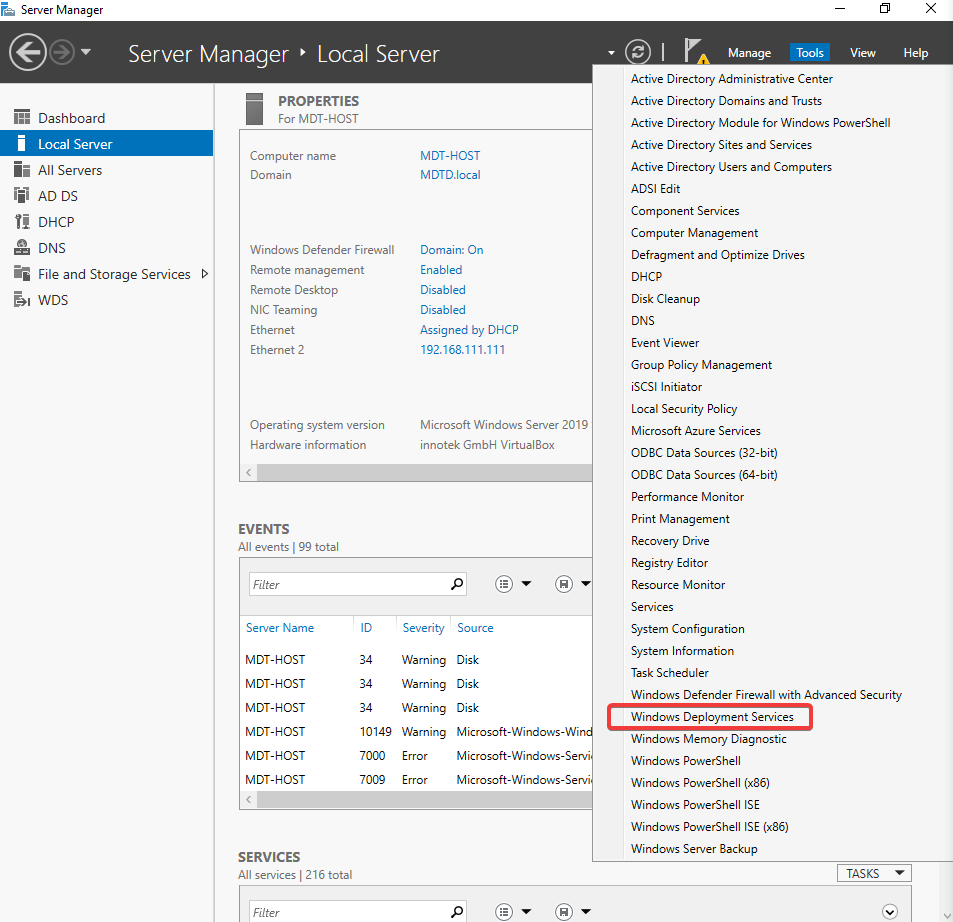 Server Manager
Server Manager • Local Server
Manage Tools View Help
Dashboard
Local Server
All Servers
AD DS
DHCP
DNS
File and Storage Services
WDS
PROPERTIES
For MDT-HOST
Computer name MDT-HOST
Domain MDTD.local
Windows Defender Firewall Domain: On
Remote management Enabled
Remote Desktop Disabled
NIC Teaming Disabled
Ethernet Assigned by DHCP
Ethernet 2 192.168.111.111
Operating system version Microsoft Windows Server 2019
Hardware information innotek GmbH VirtualBox
EVENTS
All events | 99 total
Filter
Server Name ID Severity Source
MDT-HOST 34 Warning Disk
MDT-HOST 34 Warning Disk
MDT-HOST 34 Warning Disk
MDT-HOST 10149 Warning Microsoft-Windows-Wind
MDT-HOST 7000 Error Microsoft-Windows-Servi
MDT-HOST 7009 Error Microsoft-Windows-Servi
SERVICES
All services | 216 total
TASKS
Filter
Active Directory Administrative Center
Active Directory Domains and Trusts
Active Directory Module for Windows PowerShell
Active Directory Sites and Services
Active Directory Users and Computers
ADSI Edit
Component Services
Computer Management
Defragment and Optimize Drives
DHCP
Disk Cleanup
DNS
Event Viewer
Group Policy Management
iSCSI Initiator
Local Security Policy
Microsoft Azure Services
ODBC Data Sources (32-bit)
ODBC Data Sources (64-bit)
Performance Monitor
Print Management
Recovery Drive
Registry Editor
Resource Monitor
Services
System Configuration
System Information
Task Scheduler
Windows Defender Firewall with Advanced Security
Windows Deployment Services
Windows Memory Diagnostic
Windows PowerShell
Windows PowerShell (x86)
Windows PowerShell ISE
Windows PowerShell ISE (x86)
Windows Server Backup